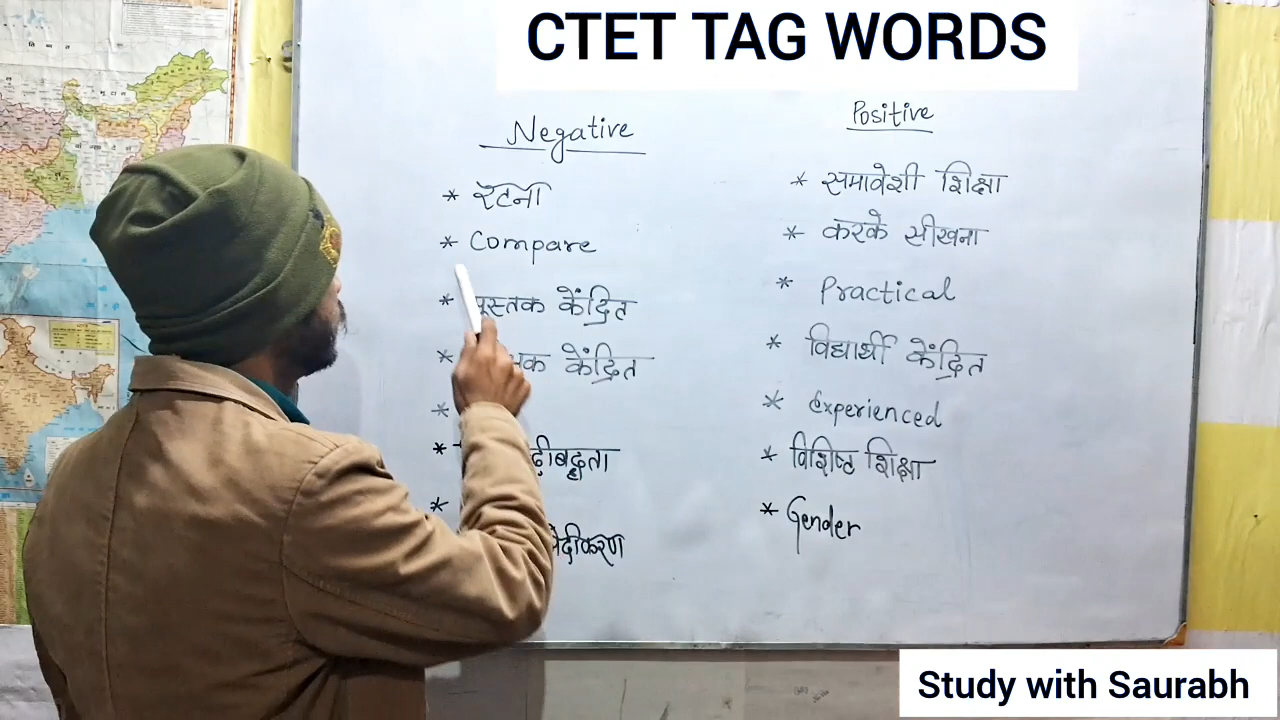 CTET TAG WORDS
Negative
* रटना
* Compare
* पुस्तक केंद्रित
* केंद्रित
*
*
*
Positive
* समावेशी शिक्षा
* करके सीखना
* Practical
* विद्यार्थी केंद्रित
* Experienced
* विशिष्ट शिक्षा
* Gender
Study with Saurabh